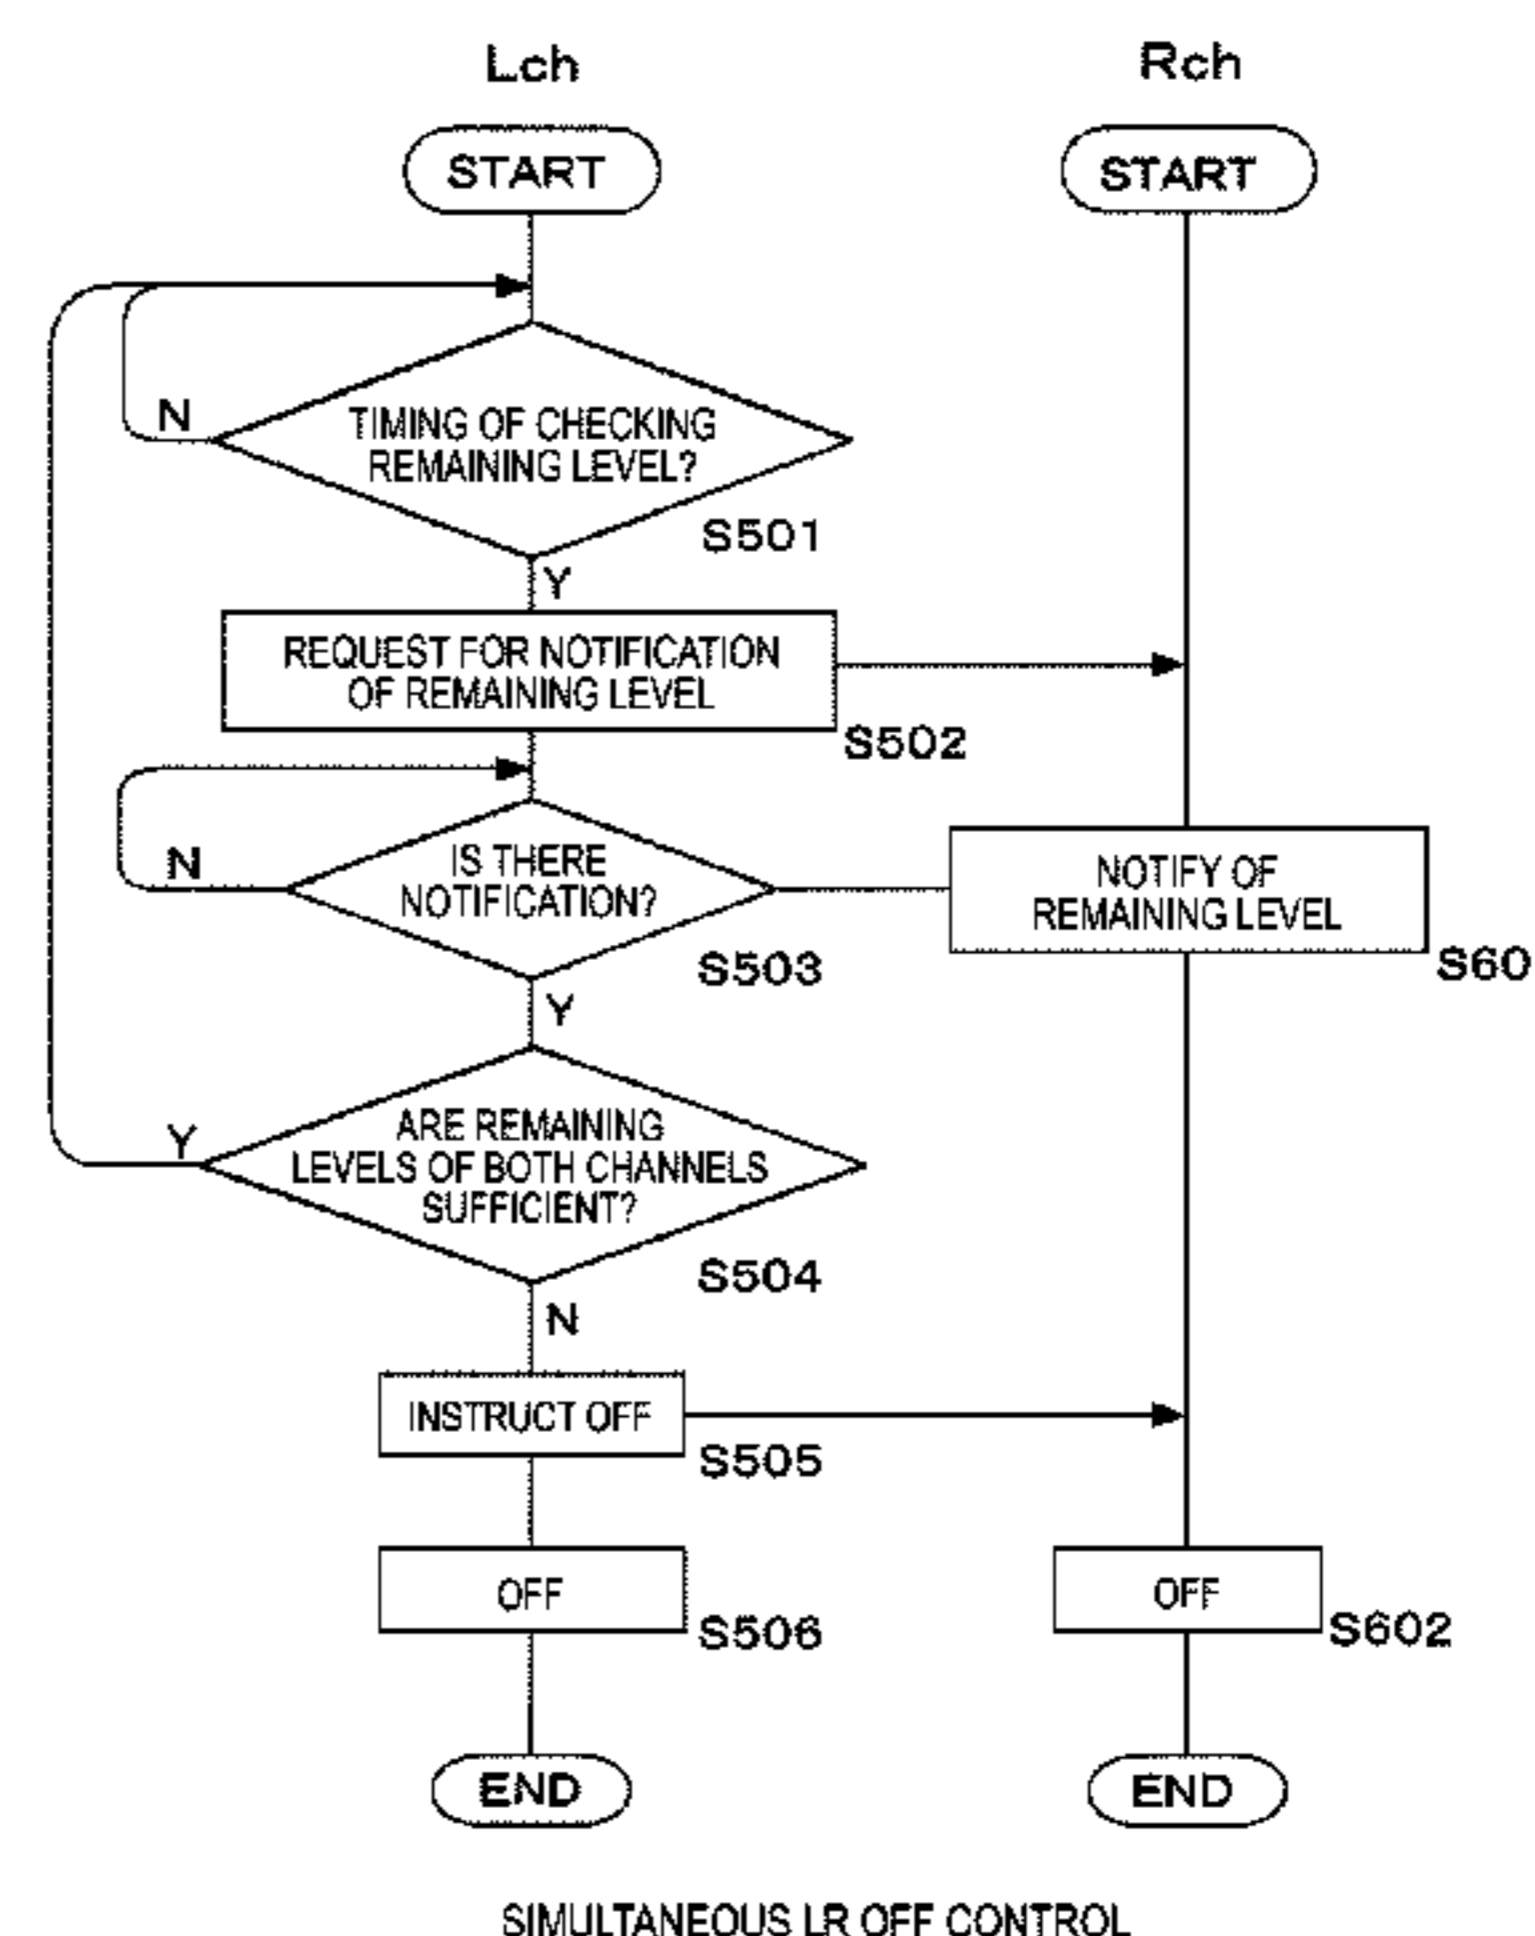 Lch
Rch
START
START
N
TIMING OF CHECKING
REMAINING LEVEL?
S501
Y
REQUEST FOR NOTIFICATION
OF REMAINING LEVEL
S502
N
IS THERE
NOTIFICATION?
S503
NOTIFY OF
REMAINING LEVEL
S60
Y
Y
ARE REMAINING
LEVELS OF BOTH CHANNELS
SUFFICIENT?
S504
N
INSTRUCT OFF
S505
OFF
S506
OFF
S602
END
END
SIMULTANEOUS LR OFF CONTROL